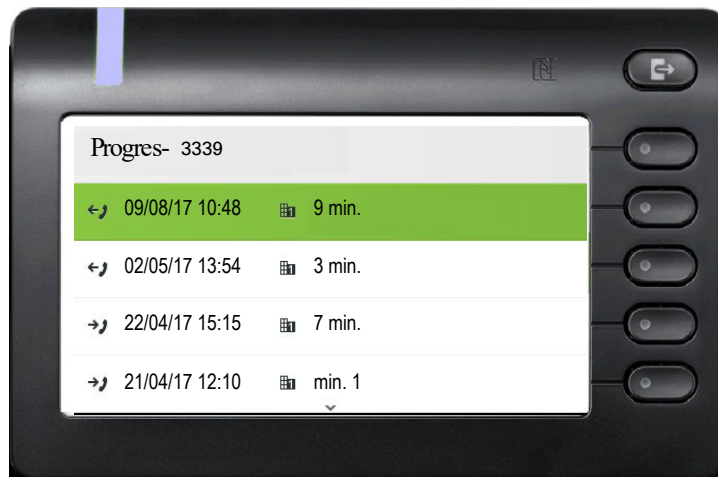 Progres- 3339
09/08/17 10:48 9 min.
02/05/17 13:54 3 min.
22/04/17 15:15 7 min.
21/04/17 12:10 min. 1